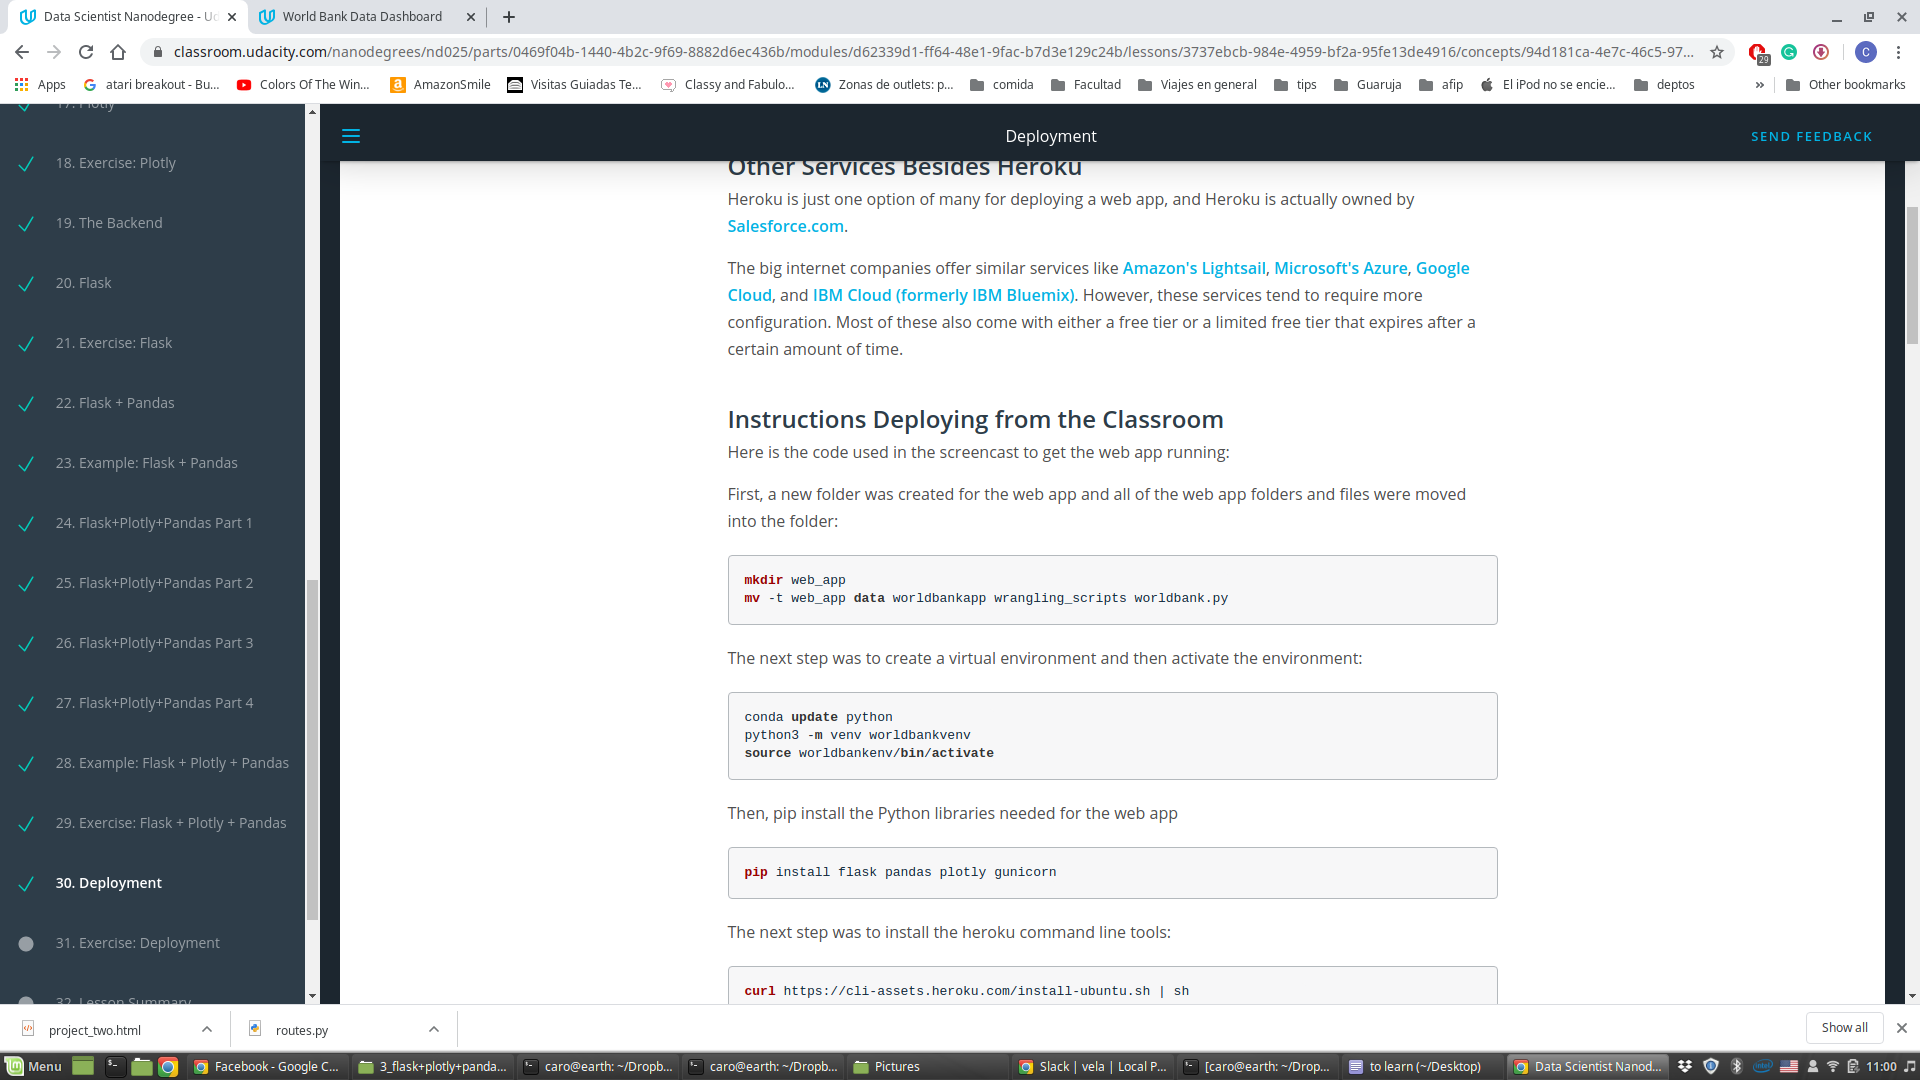 Data Scientist Nanodegree - Ud
World Bank Data Dashboard
classroom.udacity.com/nanodegrees/nd025/parts/0469f04b-1440-4b2c-9f69-8882d6ec436b/modules/d62339d1-ff64-48e1-9fac-b7d3e129c24b/lessons/3737ebcb-984e-4959-bf2a-95fe13de4916/concepts/94d181ca-4e7c-46c5-97...
29
C
Apps
atari breakout - Bu...
Colors Of The Win...
AmazonSmile
Visitas Guiadas Te...
Classy and Fabulo...
Zonas de outlets: p...
comida
Facultad
Viajes en general
tips
Guaruja
afip
El iPod no se encie...
deptos
»
Other bookmarks
17. Plotly
18. Exercise: Plotly
19. The Backend
20. Flask
21. Exercise: Flask
22. Flask + Pandas
23. Example: Flask + Pandas
24. Flask+Plotly+Pandas Part 1
25. Flask+Plotly+Pandas Part 2
26. Flask+Plotly+Pandas Part 3
27. Flask+Plotly+Pandas Part 4
28. Example: Flask + Plotly + Pandas
29. Exercise: Flask + Plotly + Pandas
30. Deployment
31. Exercise: Deployment
32. Lesson Summary
Deployment
SEND FEEDBACK
Other Services Besides Heroku
Heroku is just one option of many for deploying a web app, and Heroku is actually owned by
Salesforce.com.
The big internet companies offer similar services like Amazon's Lightsail, Microsoft's Azure, Google
Cloud, and IBM Cloud (formerly IBM Bluemix). However, these services tend to require more
configuration. Most of these also come with either a free tier or a limited free tier that expires after a
certain amount of time.
Instructions Deploying from the Classroom
Here is the code used in the screencast to get the web app running:
First, a new folder was created for the web app and all of the web app folders and files were moved
into the folder:
mkdir web_app
mv -t web_app data worldbankapp wrangling_scripts worldbank.py
The next step was to create a virtual environment and then activate the environment:
conda update python
python3 -m venv worldbankvenv
source worldbankenv/bin/activate
Then, pip install the Python libraries needed for the web app
pip install flask pandas plotly gunicorn
The next step was to install the heroku command line tools:
curl https://cli-assets.heroku.com/install-ubuntu.sh | sh
project_two.html
routes.py
Show all
Menu
Facebook - Google C...
3_flask+plotly+panda...
caro@earth: ~/Dropb...
caro@earth: ~/Dropb...
Pictures
Slack | vela | Local P...
[caro@earth: ~/Drop...
to learn (~/Desktop)
Data Scientist Nanod...
11:00